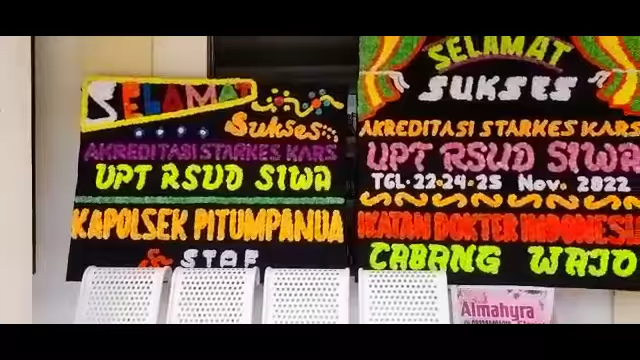 SELAMAT
Sukses
AKREDITASI STARKES KARS
UPT RSUD SIWA
KAPOLSEK PITUMPANUA
& STAF
SELAMAT
SUKSES
AKREDITASI STARKES KARS
UPT RSUD SIWA
TGL.22-24-25 Nov. 2022
IKATAN DOKTER INDONESIA
CABANG WAJO
Almahyra